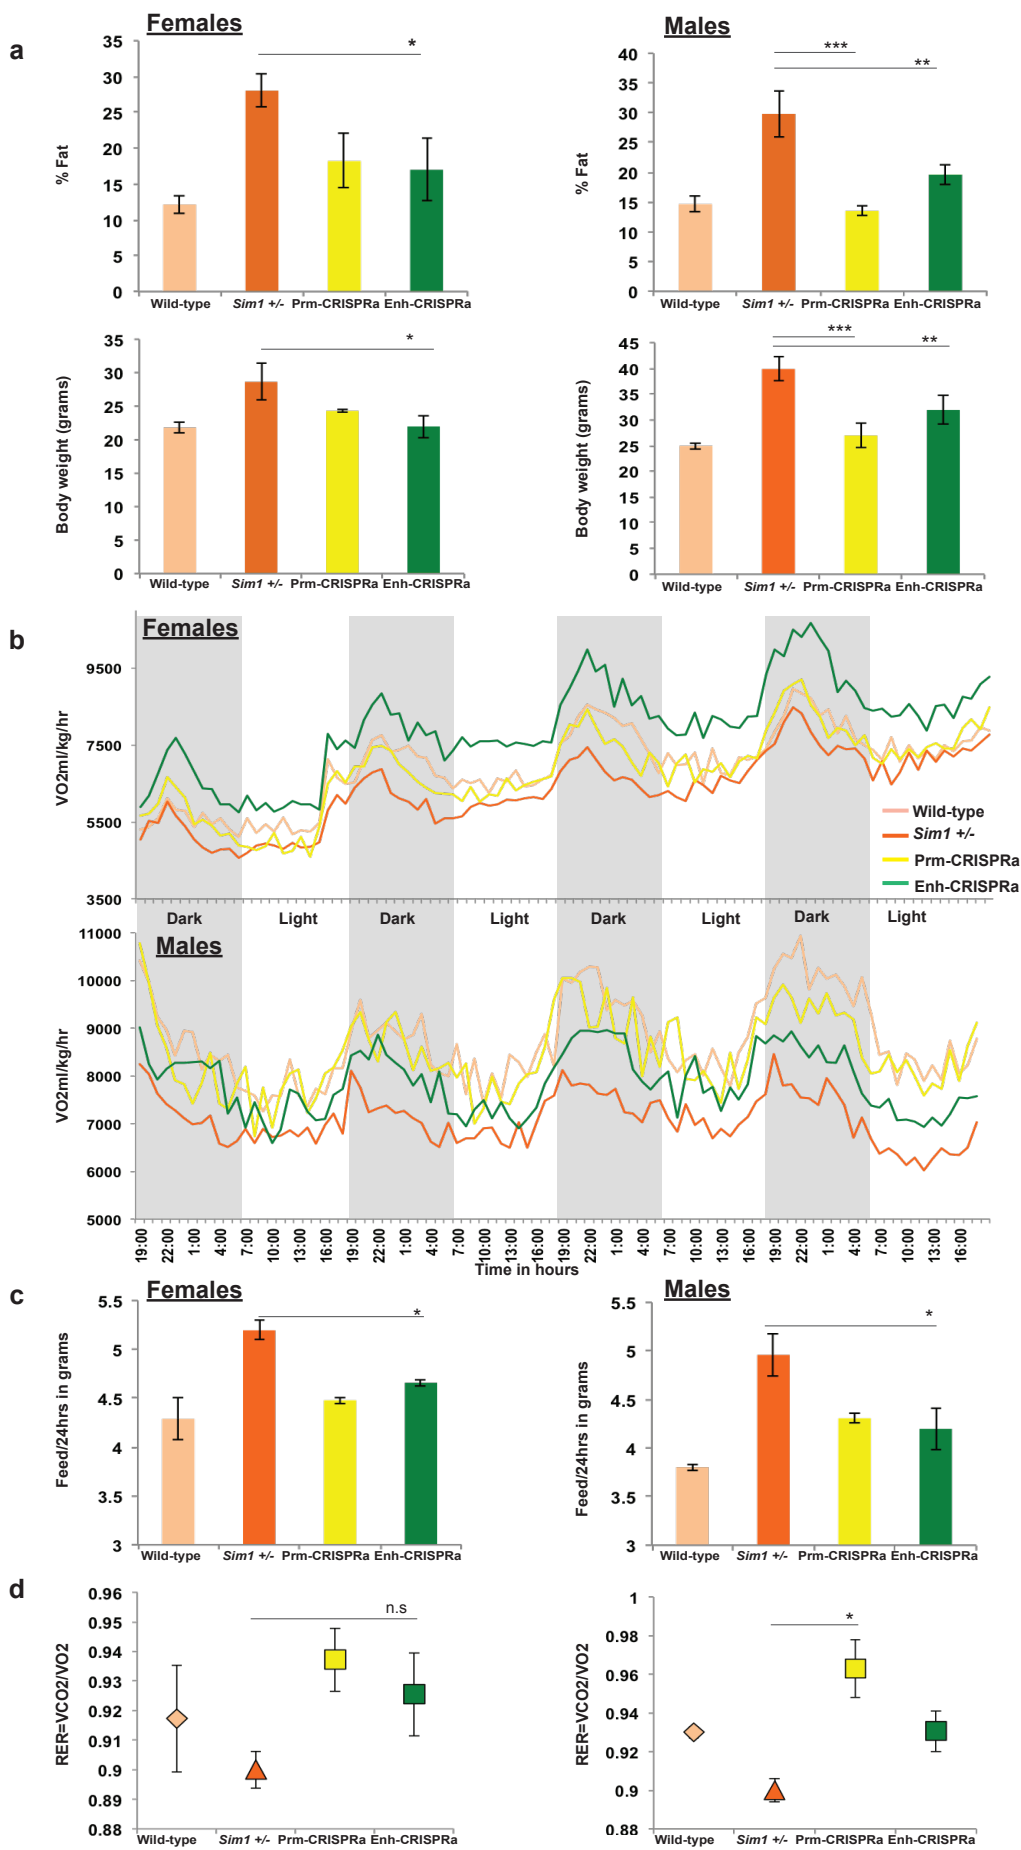 a
Females
35
30
25
20
15
10
5
0
% Fat
*
Wild-type Sim1 +/- Prm-CRISPRa Enh-CRISPRa
Males
40
35
30
25
20
15
10
5
0
% Fat
***
**
Wild-type Sim1 +/- Prm-CRISPRa Enh-CRISPRa
35
30
25
20
15
10
5
0
Body weight (grams)
*
Wild-type Sim1 +/- Prm-CRISPRa Enh-CRISPRa
45
40
35
30
25
20
15
10
5
0
Body weight (grams)
***
**
Wild-type Sim1 +/- Prm-CRISPRa Enh-CRISPRa
b
Females
9500
7500
5500
3500
VO2ml/kg/hr
Wild-type
Sim1 +/-
Prm-CRISPRa
Enh-CRISPRa
Dark Light Dark Light Dark Light Dark Light
Males
11000
10000
9000
8000
7000
6000
5000
VO2ml/kg/hr
19:00 22:00 1:00 4:00 7:00 10:00 13:00 16:00 19:00 22:00 1:00 4:00 7:00 10:00 13:00 16:00 19:00 22:00 1:00 4:00 7:00 10:00 13:00 16:00 19:00 22:00 1:00 4:00 7:00 10:00 13:00 16:00
Time in hours
c
Females
5.5
5
4.5
4
3.5
3
Feed/24hrs in grams
*
Wild-type Sim1 +/- Prm-CRISPRa Enh-CRISPRa
Males
5.5
5
4.5
4
3.5
3
Feed/24hrs in grams
*
Wild-type Sim1 +/- Prm-CRISPRa Enh-CRISPRa
d
0.96
0.95
0.94
0.93
0.92
0.91
0.9
0.89
0.88
RER=VCO2/VO2
n.s
Wild-type Sim1 +/- Prm-CRISPRa Enh-CRISPRa
1
0.98
0.96
0.94
0.92
0.9
0.88
RER=VCO2/VO2
*
Wild-type Sim1 +/- Prm-CRISPRa Enh-CRISPRa